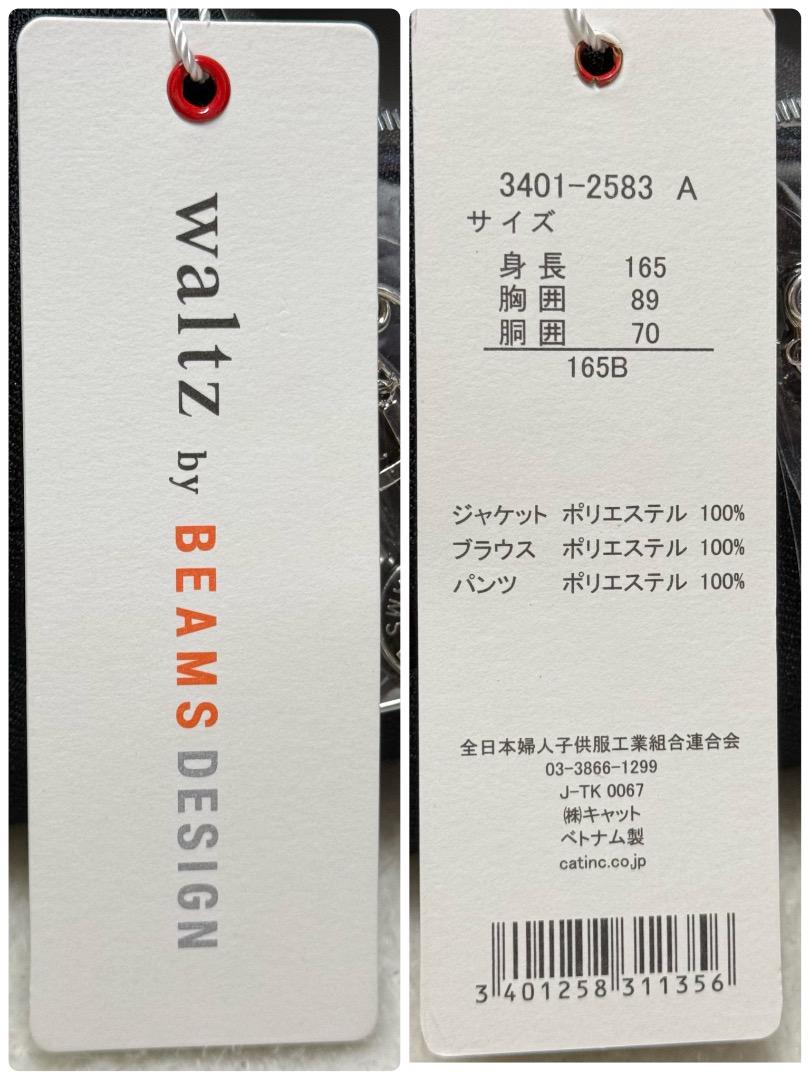 waltz by BEAMS DESIGN
3401-2583 A
サイズ
身長 165
胸囲 89
胴囲 70
165B
ジャケット ポリエステル 100%
ブラウス ポリエステル 100%
パンツ ポリエステル 100%
全日本婦人子供服工業組合連合会
03-3866-1299
J-TK 0067
㈱キャット
ベトナム製
catinc.co.jp
3 401258 311356